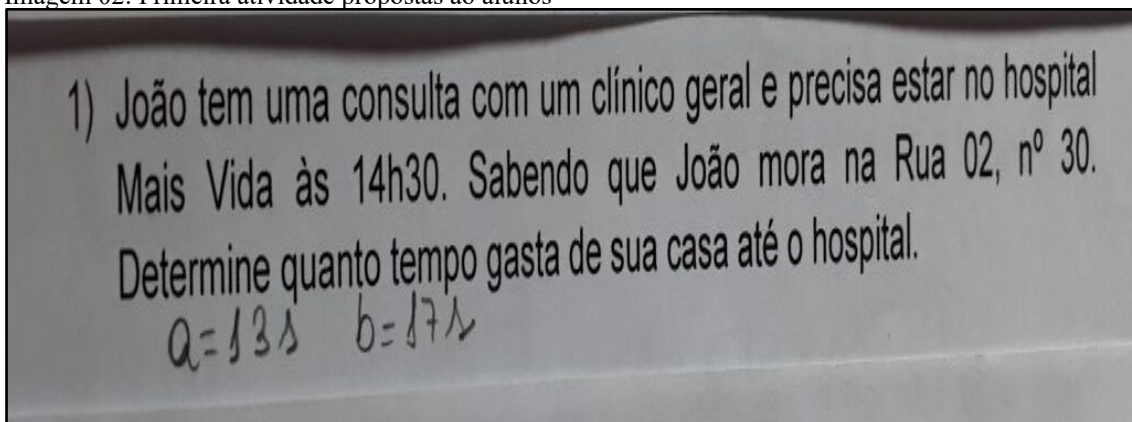 Imagem 02: Primeira atividade propostas ao alunos
1) João tem uma consulta com um clínico geral e precisa estar no hospital
Mais Vida às 14h30. Sabendo que João mora na Rua 02, nº 30.
Determine quanto tempo gasta de sua casa até o hospital.
a=13s b=17s